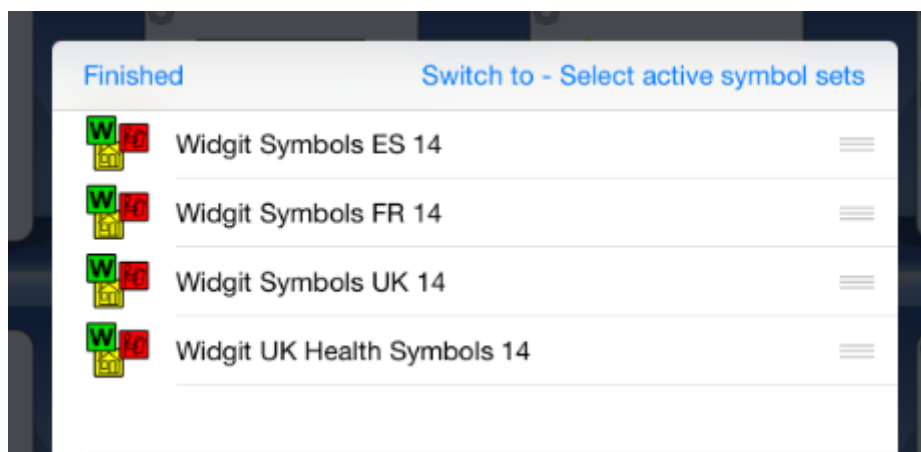 Finished Switch to - Select active symbol sets
W Widgit Symbols ES 14
W Widgit Symbols FR 14
W Widgit Symbols UK 14
W Widgit UK Health Symbols 14